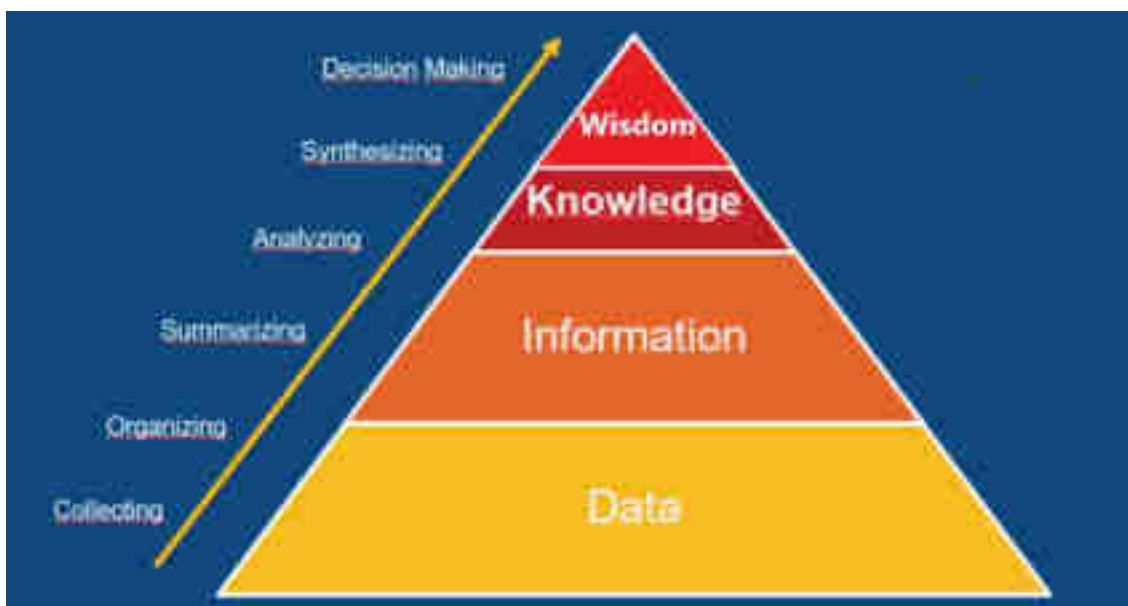 Decision Making
Wisdom
Synthesizing
Knowledge
Analyzing
Summarizing
Information
Organizing
Collecting
Data